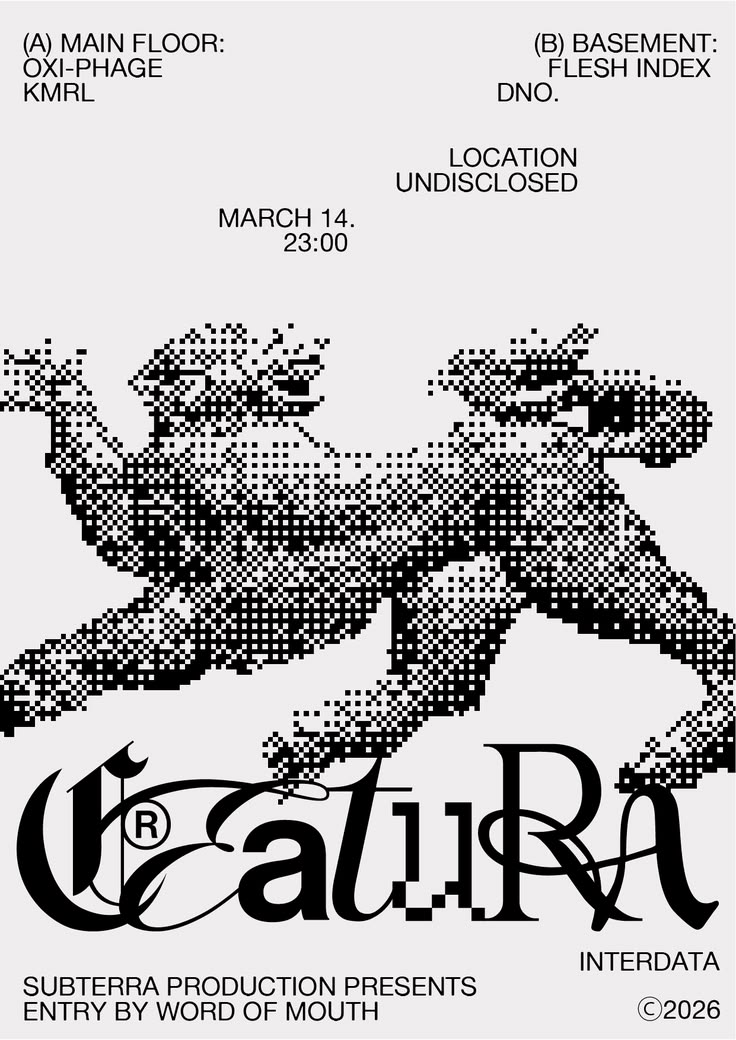 (A) MAIN FLOOR:
OXI-PHAGE
KMRL
(B) BASEMENT:
FLESH INDEX
DNO.
LOCATION
UNDISCLOSED
MARCH 14.
23:00
C®EatuRA
INTERDATA
SUBTERRA PRODUCTION PRESENTS
ENTRY BY WORD OF MOUTH
©2026